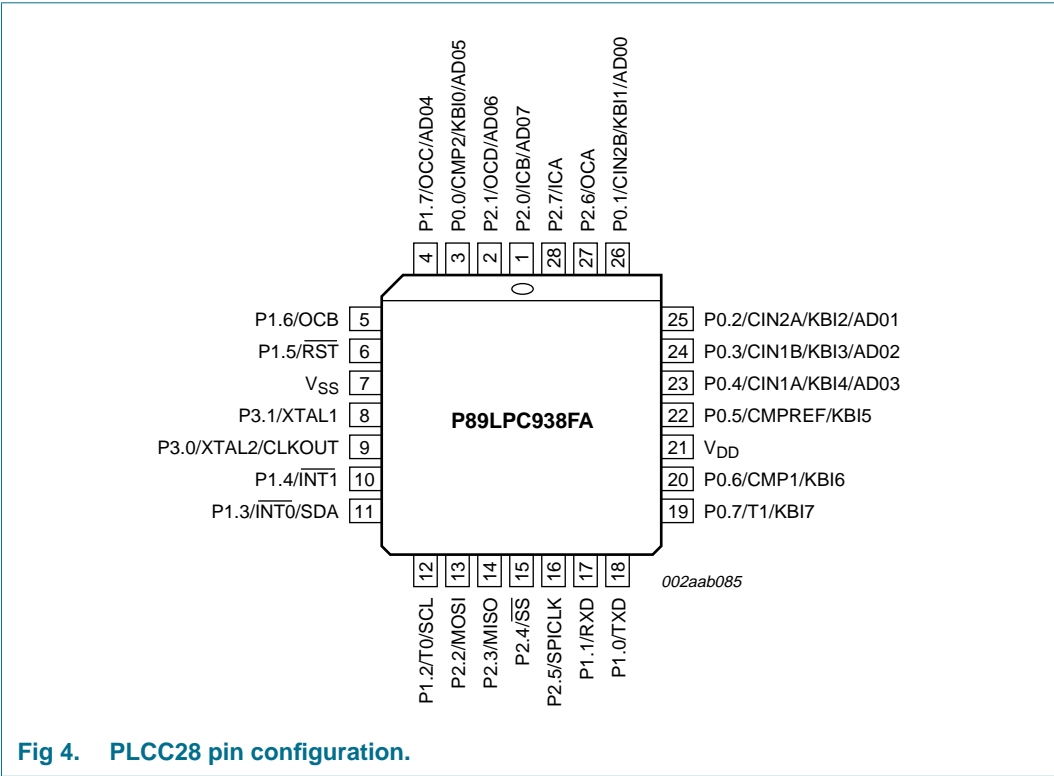 P1.7/OCC/AD04
P0.0/CMP2/KBI0/AD05
P2.1/OCD/AD06
P2.0/ICB/AD07
P2.7/ICA
P2.6/OCA
P0.1/CIN2B/KBI1/AD00
4
3
2
1
28
27
26
P1.6/OCB 5
P1.5/RST 6
VSS 7
P3.1/XTAL1 8
P3.0/XTAL2/CLKOUT 9
P1.4/INT1 10
P1.3/INT0/SDA 11
P89LPC938FA
25 P0.2/CIN2A/KBI2/AD01
24 P0.3/CIN1B/KBI3/AD02
23 P0.4/CIN1A/KBI4/AD03
22 P0.5/CMPREF/KBI5
21 VDD
20 P0.6/CMP1/KBI6
19 P0.7/T1/KBI7
12
13
14
15
16
17
18
P1.2/T0/SCL
P2.2/MOSI
P2.3/MISO
P2.4/SS
P2.5/SPICLK
P1.1/RXD
P1.0/TXD
002aab085
Fig 4. PLCC28 pin configuration.